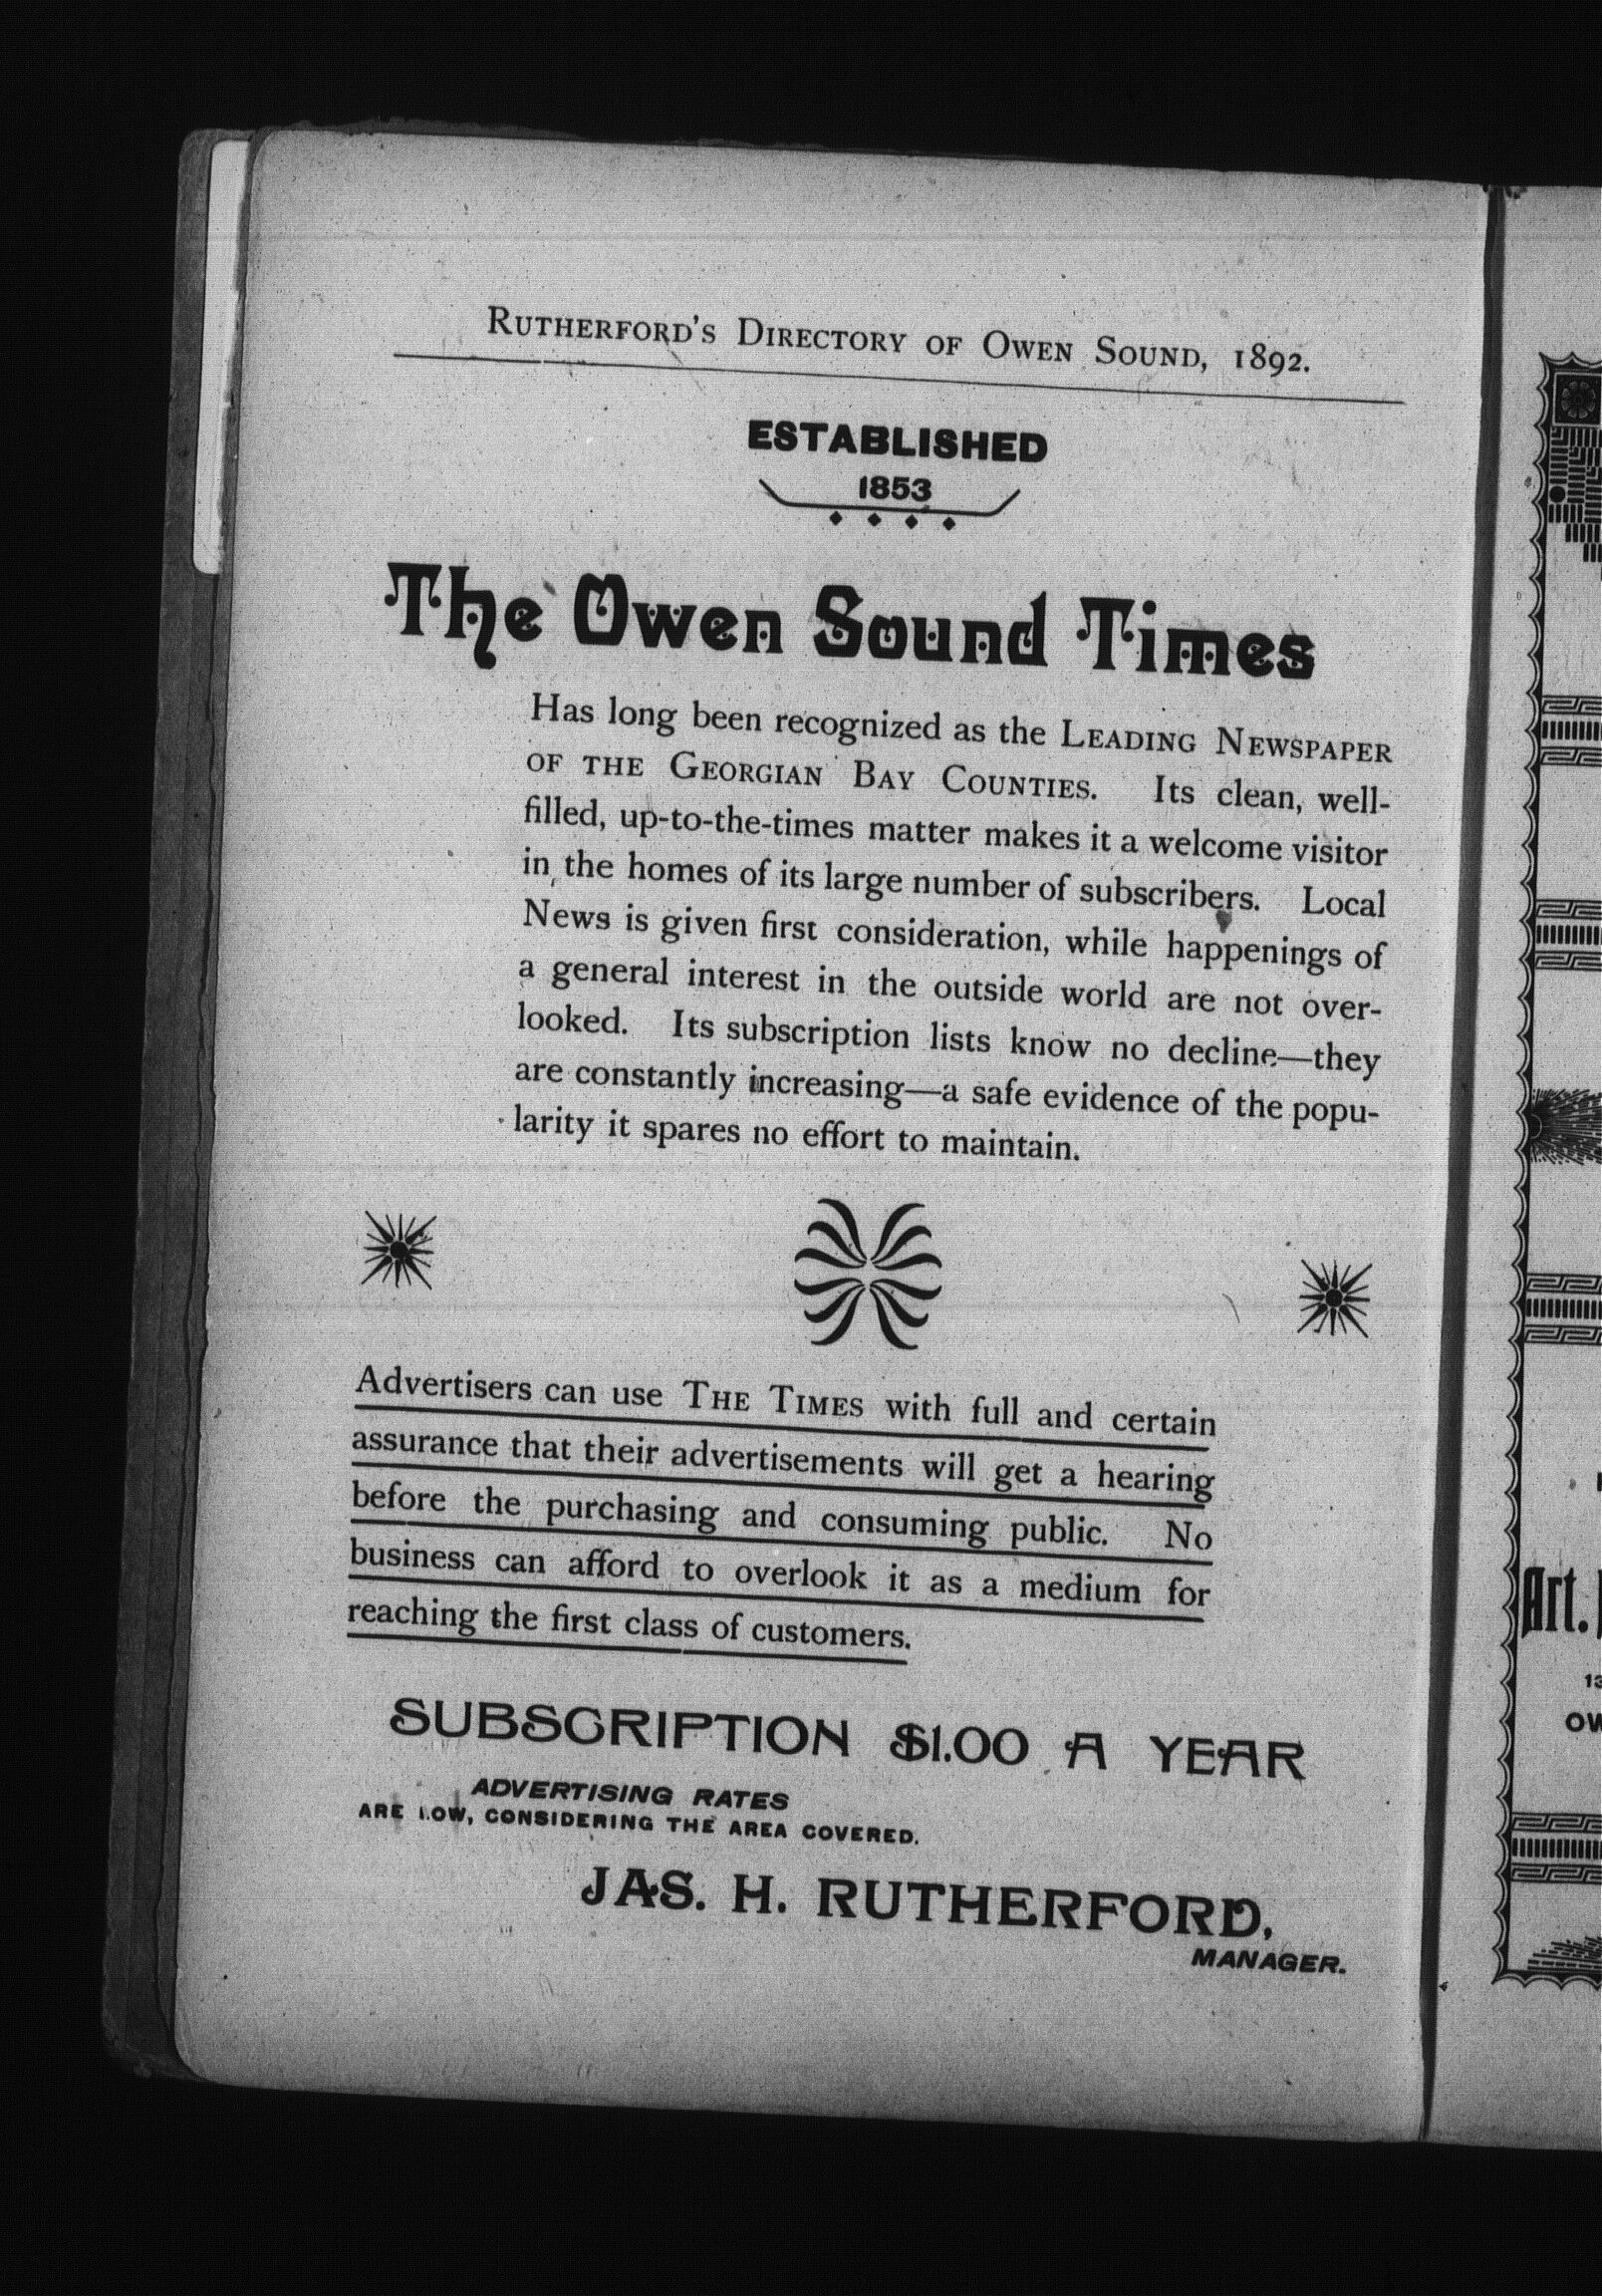 Rutherford's Directory of Owen Sound, 1892.
ESTABLISHED
1853
The Owen Sound Times
Has long been recognized as the Leading Newspaper
of the Georgian Bay Counties. Its clean, well-
filled, up-to-the-times matter makes it a welcome visitor
in the homes of its large number of subscribers. Local
News is given first consideration, while happenings of
a general interest in the outside world are not over-
looked. Its subscription lists know no decline—they
are constantly increasing—a safe evidence of the popu-
larity it spares no effort to maintain.
Advertisers can use The Times with full and certain
assurance that their advertisements will get a hearing
before the purchasing and consuming public. No
business can afford to overlook it as a medium for
reaching the first class of customers.
SUBSCRIPTION $1.00 A YEAR
ADVERTISING RATES
ARE LOW, CONSIDERING THE AREA COVERED.
JAS. H. RUTHERFORD,
MANAGER.
Art.
13
OW